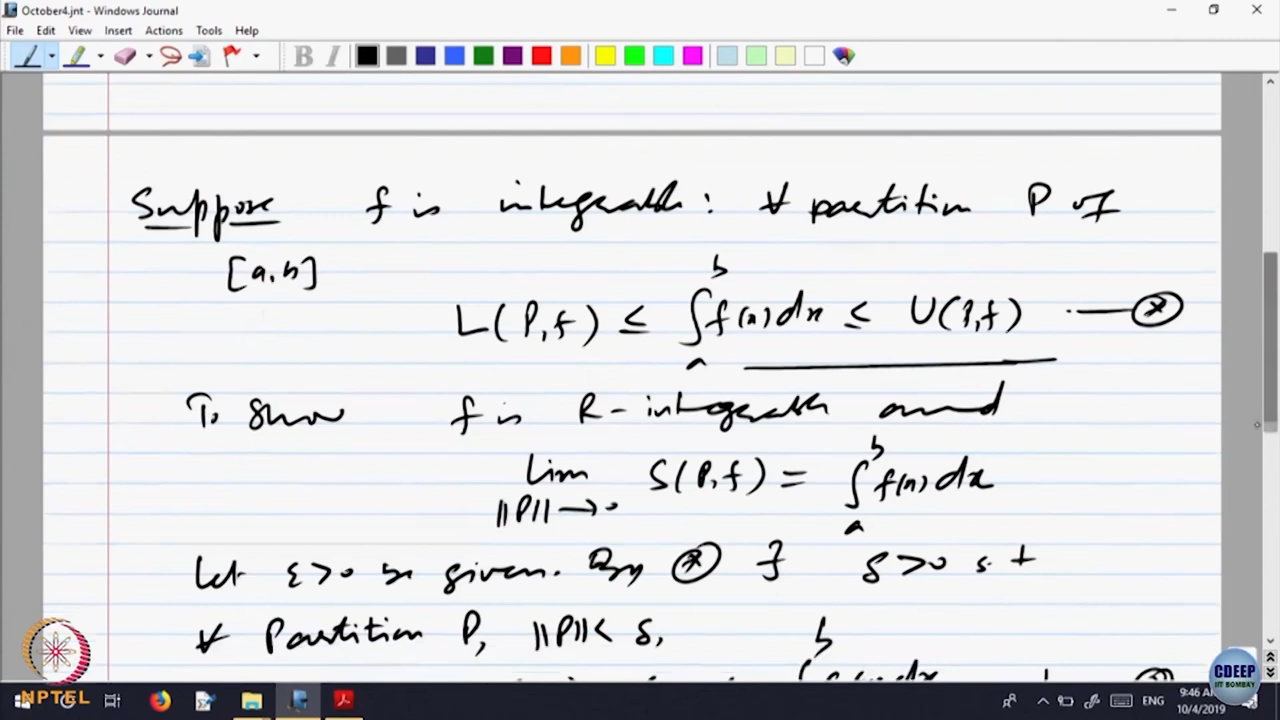 October4.jnt - Windows Journal
File Edit View Insert Actions Tools Help
Suppose f is integrable: ∀ partition P of
[a,b]
L(P,f) ≤ ∫_a^b f(x)dx ≤ U(P,f) —— ⊛
To Show f is R-integrable and
lim_{||P||→0} S(P,f) = ∫_a^b f(x)dx
Let ε>0 be given. By ⊛ ∃ δ>0 s.t
∀ Partition P, ||P||< δ,
NPTEL
CDEEP
IIT BOMBAY
ENG
9:46 AM
10/4/2019